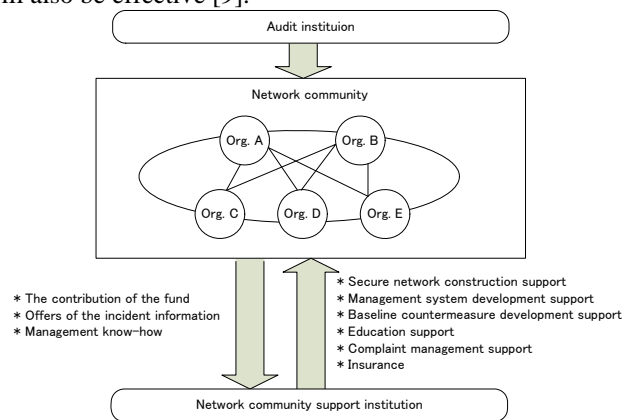 also be effective [9].
Audit instituion
Network community
Org. A
Org. B
Org. C
Org. D
Org. E
* The contribution of the fund
* Offers of the incident information
* Management know-how
* Secure network construction support
* Management system development support
* Baseline countermeasure development support
* Education support
* Complaint management support
* Insurance
Network community support institution